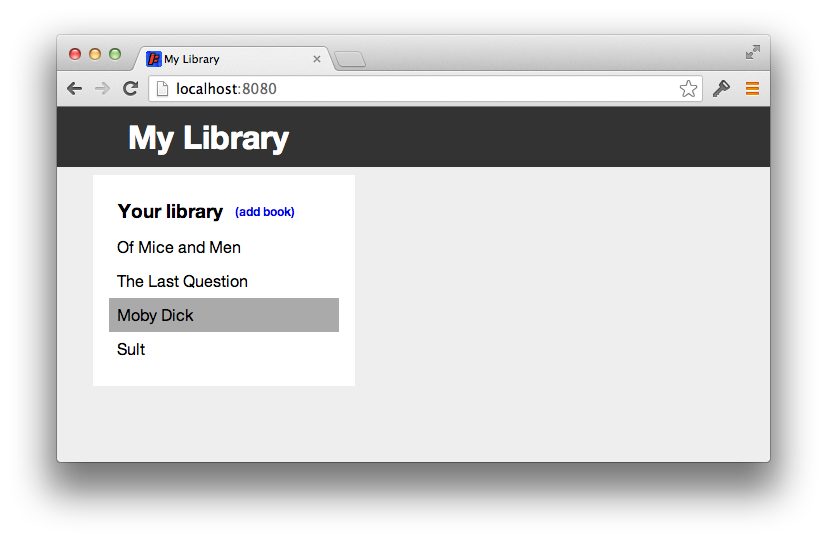 My Library
localhost:8080
My Library
Your library (add book)
Of Mice and Men
The Last Question
Moby Dick
Sult